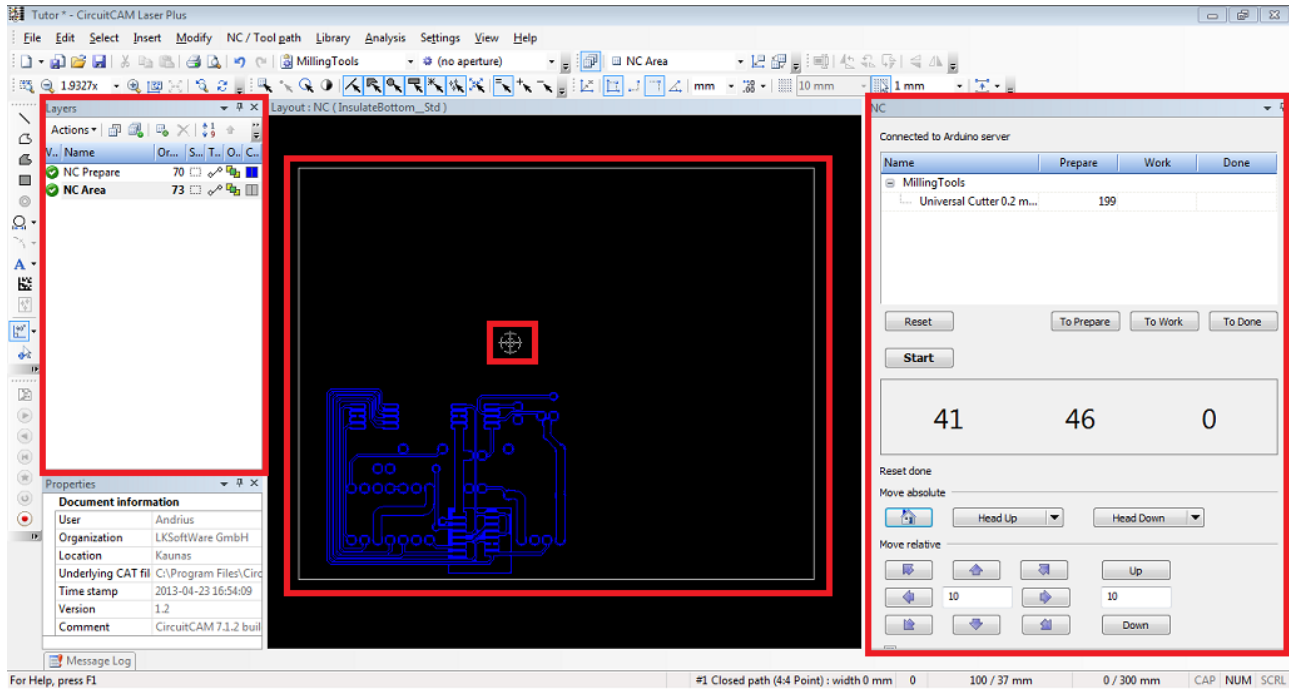 Tutor * - CircuitCAM Laser Plus
File Edit Select Insert Modify NC / Tool path Library Analysis Settings View Help
MillingTools (no aperture) NC Area
1.9327x mm 10 mm 1 mm
Layers
Layout : NC ( InsulateBottom__Std )
NC
Actions
V.. Name Or... S... T.. O.. C..
NC Prepare 70
NC Area 73
Connected to Arduino server
Name Prepare Work Done
MillingTools
Universal Cutter 0.2 m... 199
Reset To Prepare To Work To Done
Start
41 46 0
Reset done
Move absolute
Head Up Head Down
Move relative
Up
10 10
Down
Properties
Document information
User Andrius
Organization LKSoftWare GmbH
Location Kaunas
Underlying CAT fil C:\Program Files\Circ
Time stamp 2013-04-23 16:54:09
Version 1.2
Comment CircuitCAM 7.1.2 buil
Message Log
For Help, press F1 #1 Closed path (4:4 Point) : width 0 mm 0 100 / 37 mm 0 / 300 mm CAP NUM SCRL